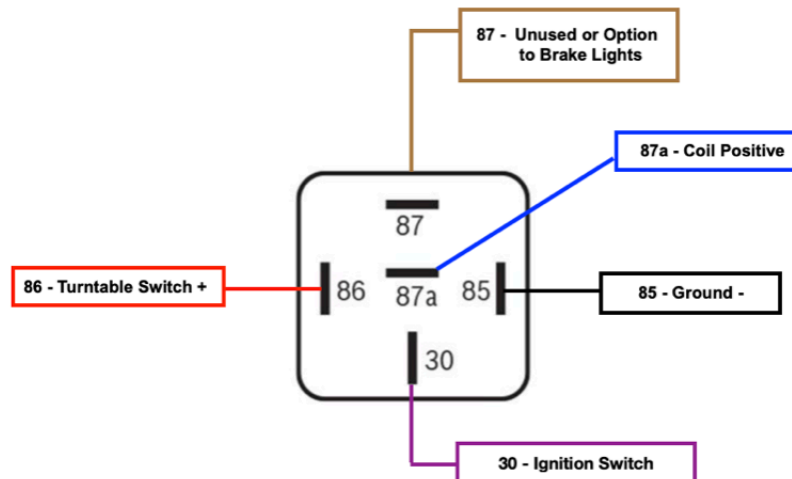 87 - Unused or Option
to Brake Lights
87a - Coil Positive
87
86 - Turntable Switch +
86
87a
85
85 - Ground -
30
30 - Ignition Switch